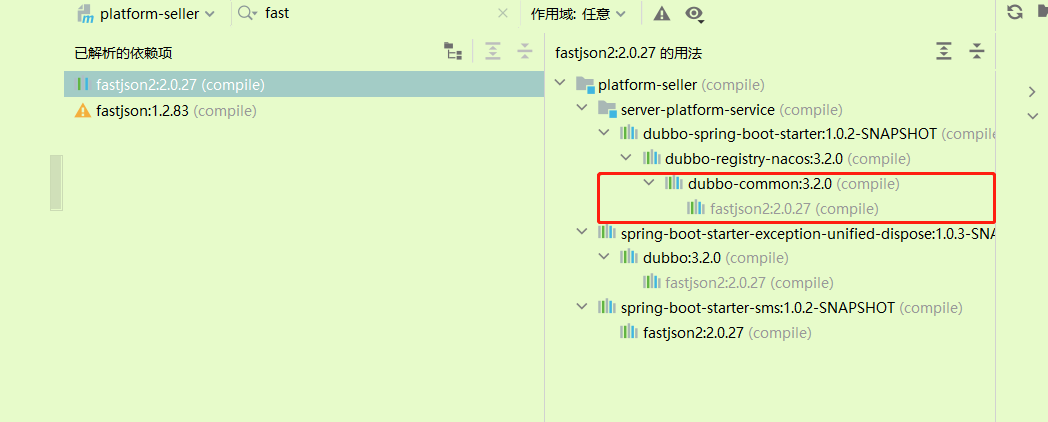 platform-seller
fast
作用域: 任意
已解析的依赖项
fastjson2:2.0.27 (compile)
fastjson:1.2.83 (compile)
fastjson2:2.0.27 的用法
platform-seller (compile)
server-platform-service (compile)
dubbo-spring-boot-starter:1.0.2-SNAPSHOT (compile
dubbo-registry-nacos:3.2.0 (compile)
dubbo-common:3.2.0 (compile)
fastjson2:2.0.27 (compile)
spring-boot-starter-exception-unified-dispose:1.0.3-SNA
dubbo:3.2.0 (compile)
fastjson2:2.0.27 (compile)
spring-boot-starter-sms:1.0.2-SNAPSHOT (compile)
fastjson2:2.0.27 (compile)